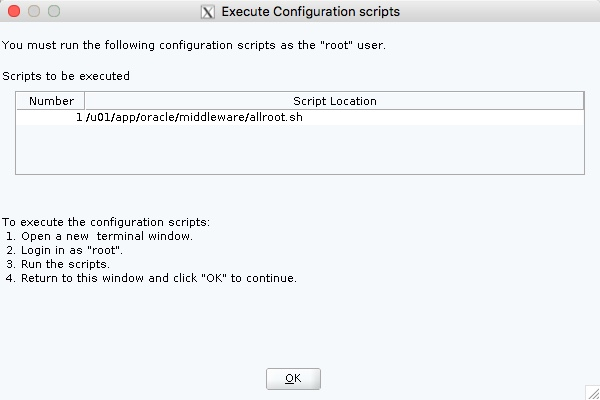 Execute Configuration scripts
You must run the following configuration scripts as the "root" user.
Scripts to be executed
Number Script Location
1 /u01/app/oracle/middleware/allroot.sh
To execute the configuration scripts:
1. Open a new  terminal window.
2. Login in as "root".
3. Run the scripts.
4. Return to this window and click "OK" to continue.
OK